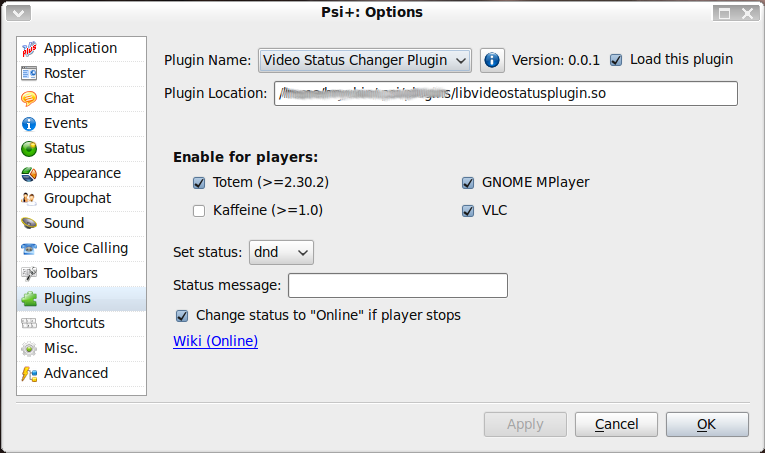 Psi+: Options
Application
Roster
Chat
Events
Status
Appearance
Groupchat
Sound
Voice Calling
Toolbars
Plugins
Shortcuts
Misc.
Advanced
Plugin Name: Video Status Changer Plugin Version: 0.0.1 Load this plugin
Plugin Location: /libvideostatusplugin.so
Enable for players:
Totem (>=2.30.2) GNOME MPlayer
Kaffeine (>=1.0) VLC
Set status: dnd
Status message:
Change status to "Online" if player stops
Wiki (Online)
Apply Cancel OK